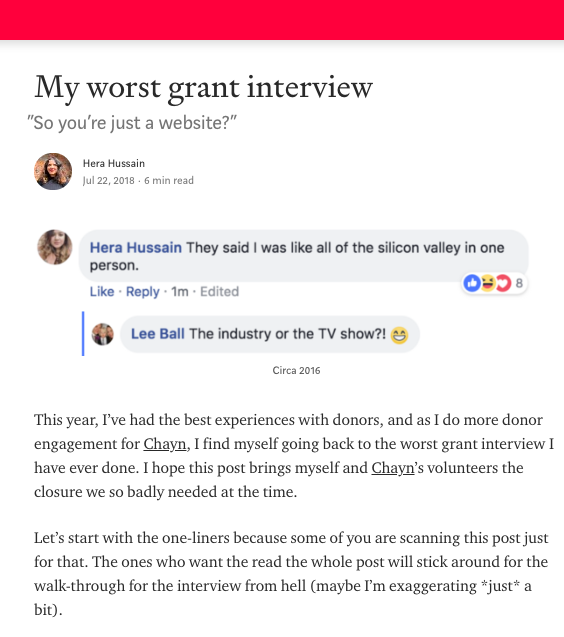 My worst grant interview
"So you're just a website?"
Hera Hussain
Jul 22, 2018 · 6 min read
Hera Hussain They said I was like all of the silicon valley in one
person.
Like · Reply · 1m · Edited
8
Lee Ball The industry or the TV show?! 😁
Circa 2016
This year, I've had the best experiences with donors, and as I do more donor
engagement for Chayn, I find myself going back to the worst grant interview I
have ever done. I hope this post brings myself and Chayn's volunteers the
closure we so badly needed at the time.
Let's start with the one-liners because some of you are scanning this post just
for that. The ones who want the read the whole post will stick around for the
walk-through for the interview from hell (maybe I'm exaggerating *just* a
bit).